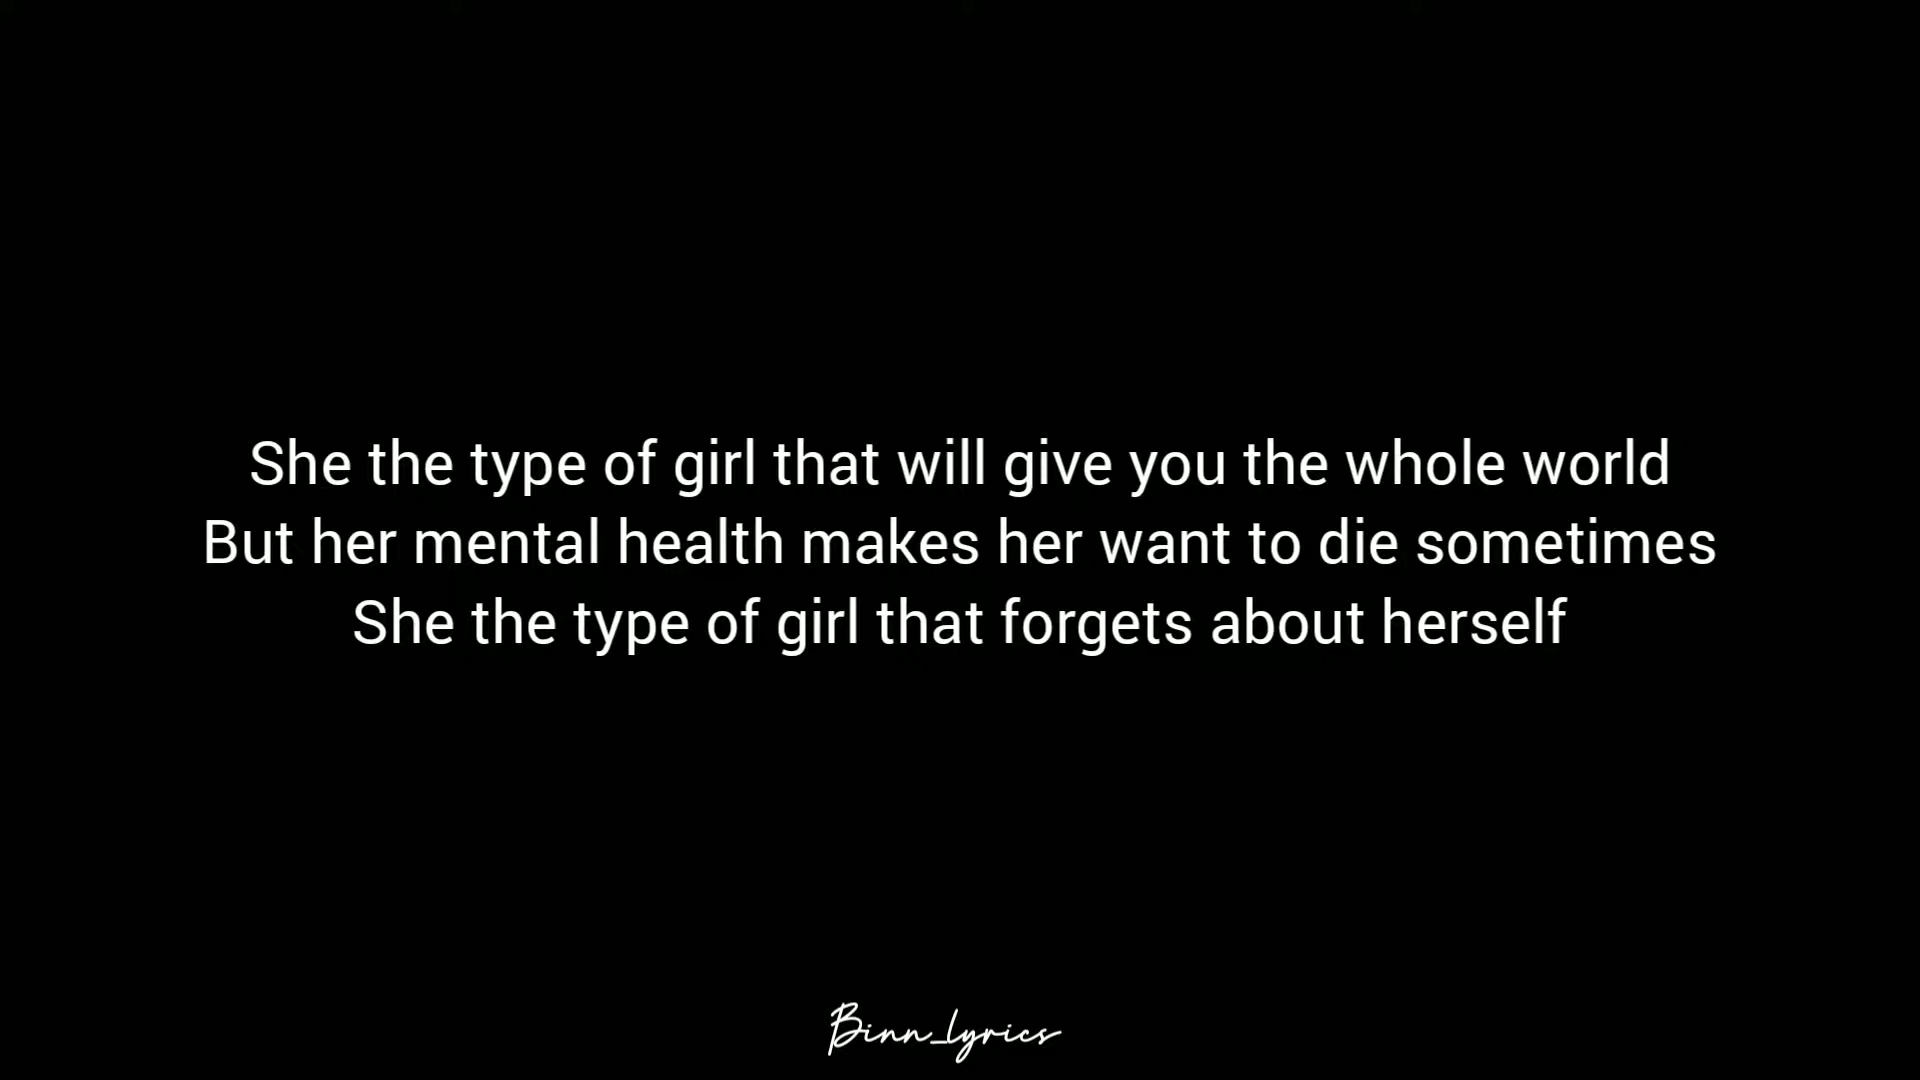 She the type of girl that will give you the whole world
But her mental health makes her want to die sometimes
She the type of girl that forgets about herself
Binn_lyrics